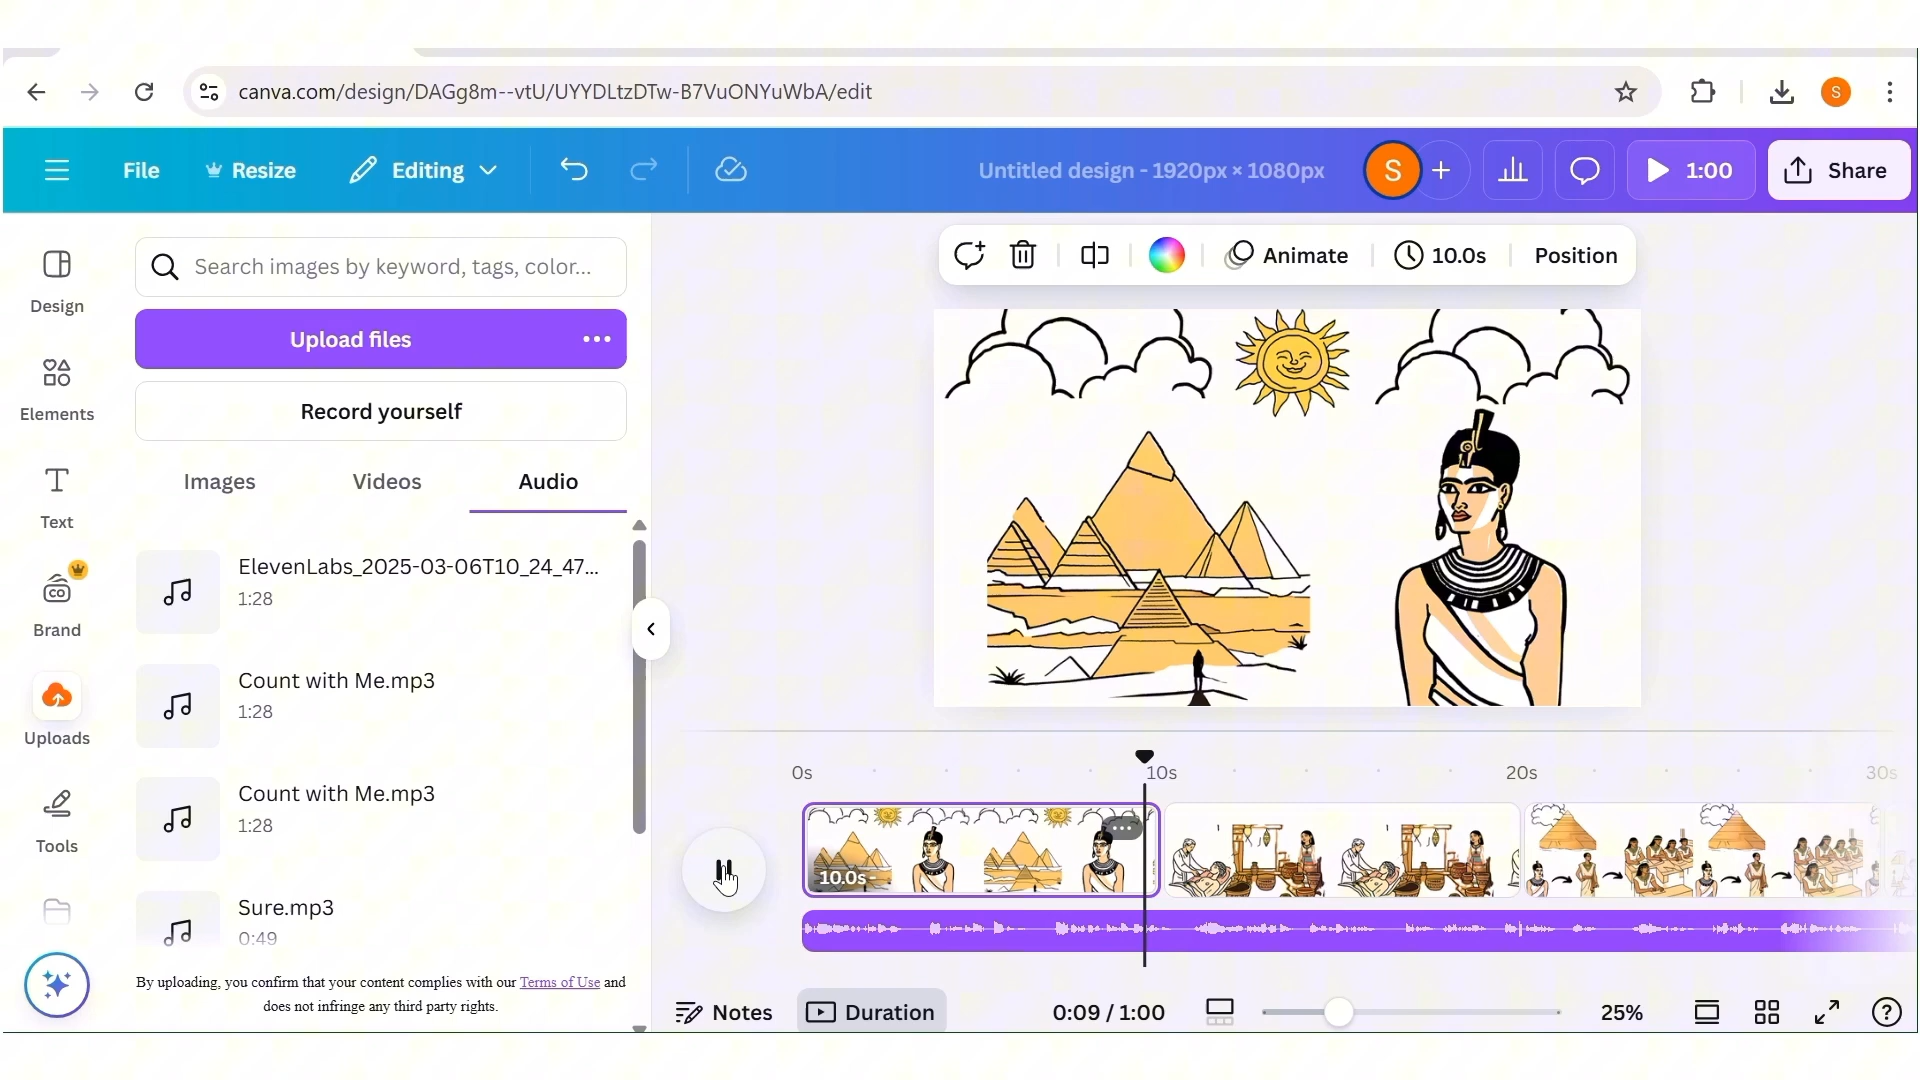 canva.com/design/DAGg8m--vtU/UYYDLtzDTw-B7VuONYuWbA/edit
S
File
Resize
Editing
Untitled design - 1920px × 1080px
S
1:00
Share
Design
Elements
Text
Brand
Uploads
Tools
Search images by keyword, tags, color...
Upload files
Record yourself
Images
Videos
Audio
ElevenLabs_2025-03-06T10_24_47...
1:28
Count with Me.mp3
1:28
Count with Me.mp3
1:28
Sure.mp3
0:49
By uploading, you confirm that your content complies with our Terms of Use and
does not infringe any third party rights.
Animate
10.0s
Position
0s
10s
20s
30s
10.0s
Notes
Duration
0:09 / 1:00
25%